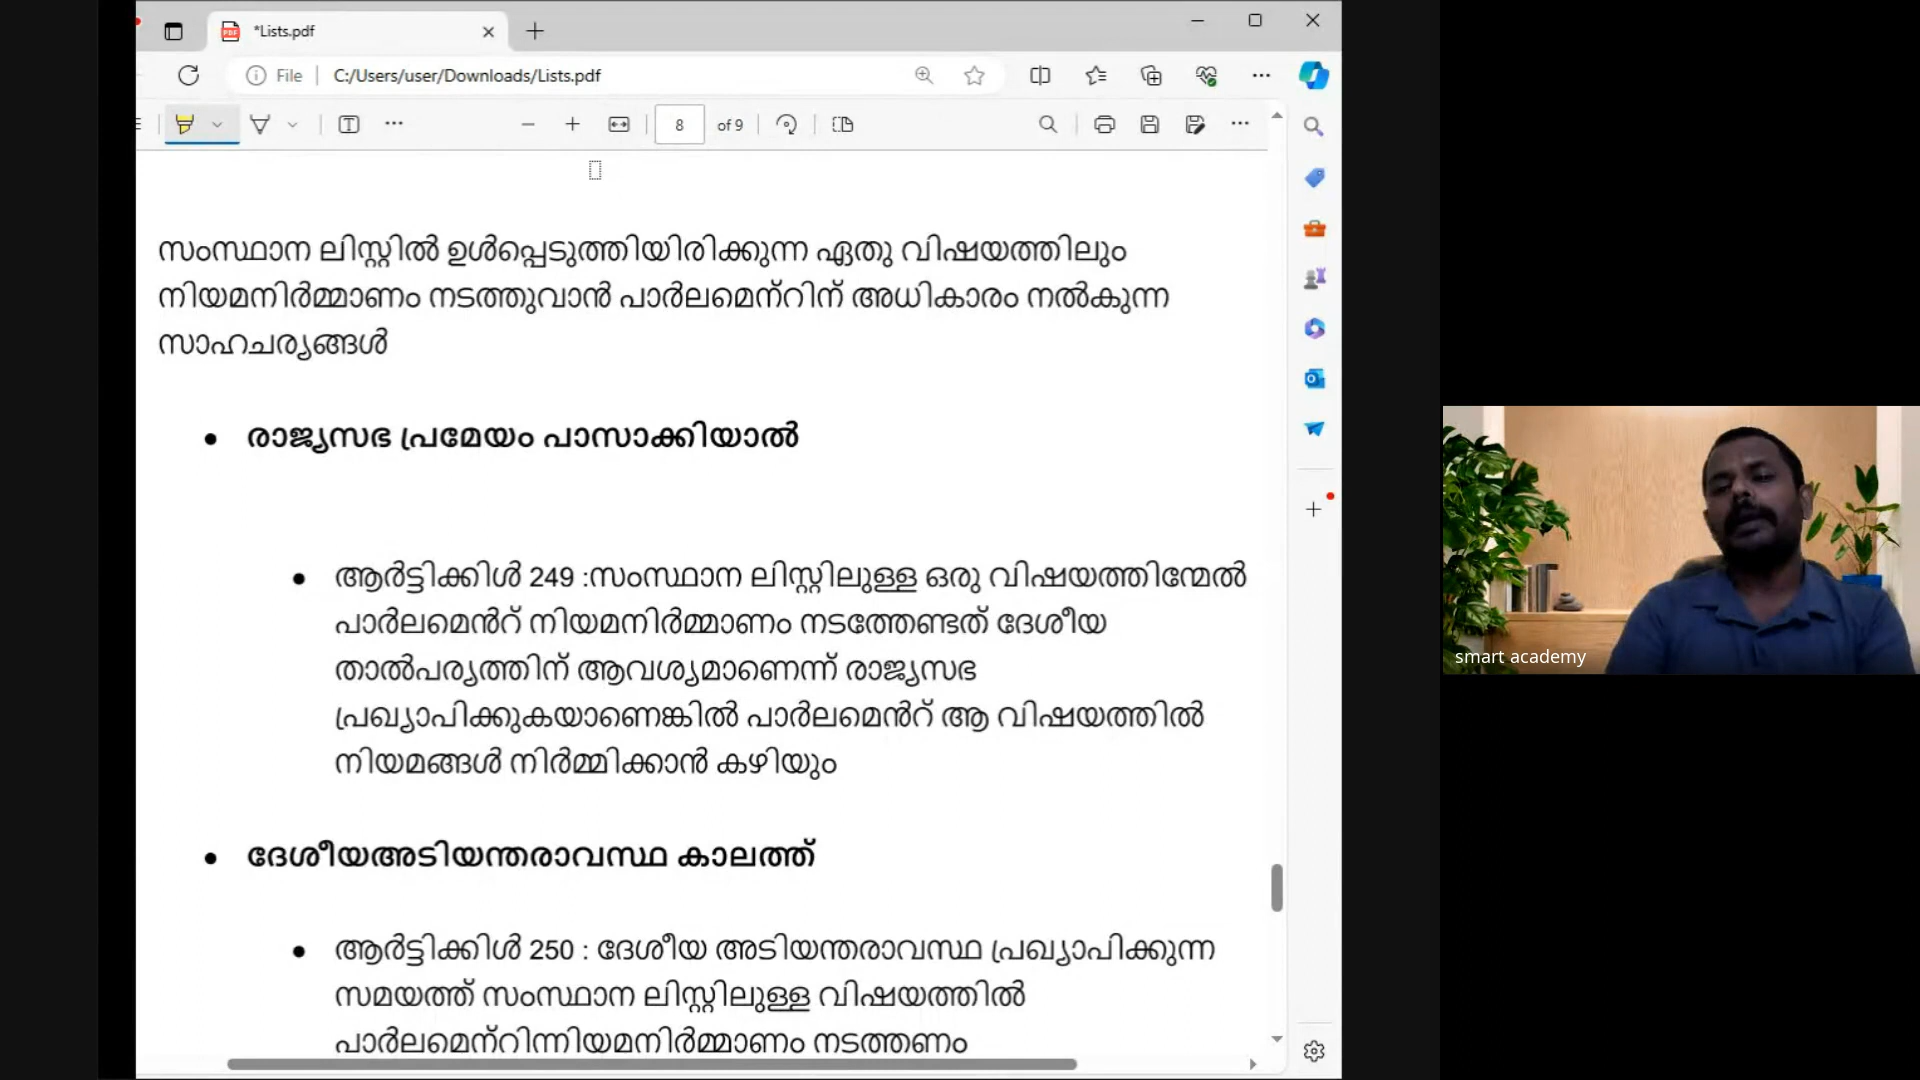 *Lists.pdf
File
C:/Users/user/Downloads/Lists.pdf
8 of 9
സംസ്ഥാന ലിസ്റ്റിൽ ഉൾപ്പെടുത്തിയിരിക്കുന്ന ഏതു വിഷയത്തിലും
നിയമനിർമ്മാണം നടത്തുവാൻ പാർലമെന്റിന് അധികാരം നൽകുന്ന
സാഹചര്യങ്ങൾ
• രാജ്യസഭ പ്രമേയം പാസാക്കിയാൽ
• ആർട്ടിക്കിൾ 249 :സംസ്ഥാന ലിസ്റ്റിലുള്ള ഒരു വിഷയത്തിന്മേൽ
പാർലമെൻറ് നിയമനിർമ്മാണം നടത്തേണ്ടത് ദേശീയ
താൽപര്യത്തിന് ആവശ്യമാണെന്ന് രാജ്യസഭ
പ്രഖ്യാപിക്കുകയാണെങ്കിൽ പാർലമെൻറ് ആ വിഷയത്തിൽ
നിയമങ്ങൾ നിർമ്മിക്കാൻ കഴിയും
• ദേശീയഅടിയന്തരാവസ്ഥ കാലത്ത്
• ആർട്ടിക്കിൾ 250 : ദേശീയ അടിയന്തരാവസ്ഥ പ്രഖ്യാപിക്കുന്ന
സമയത്ത് സംസ്ഥാന ലിസ്റ്റിലുള്ള വിഷയത്തിൽ
പാർലമെന്റിന്നിയമനിർമ്മാണം നടത്തണം
smart academy